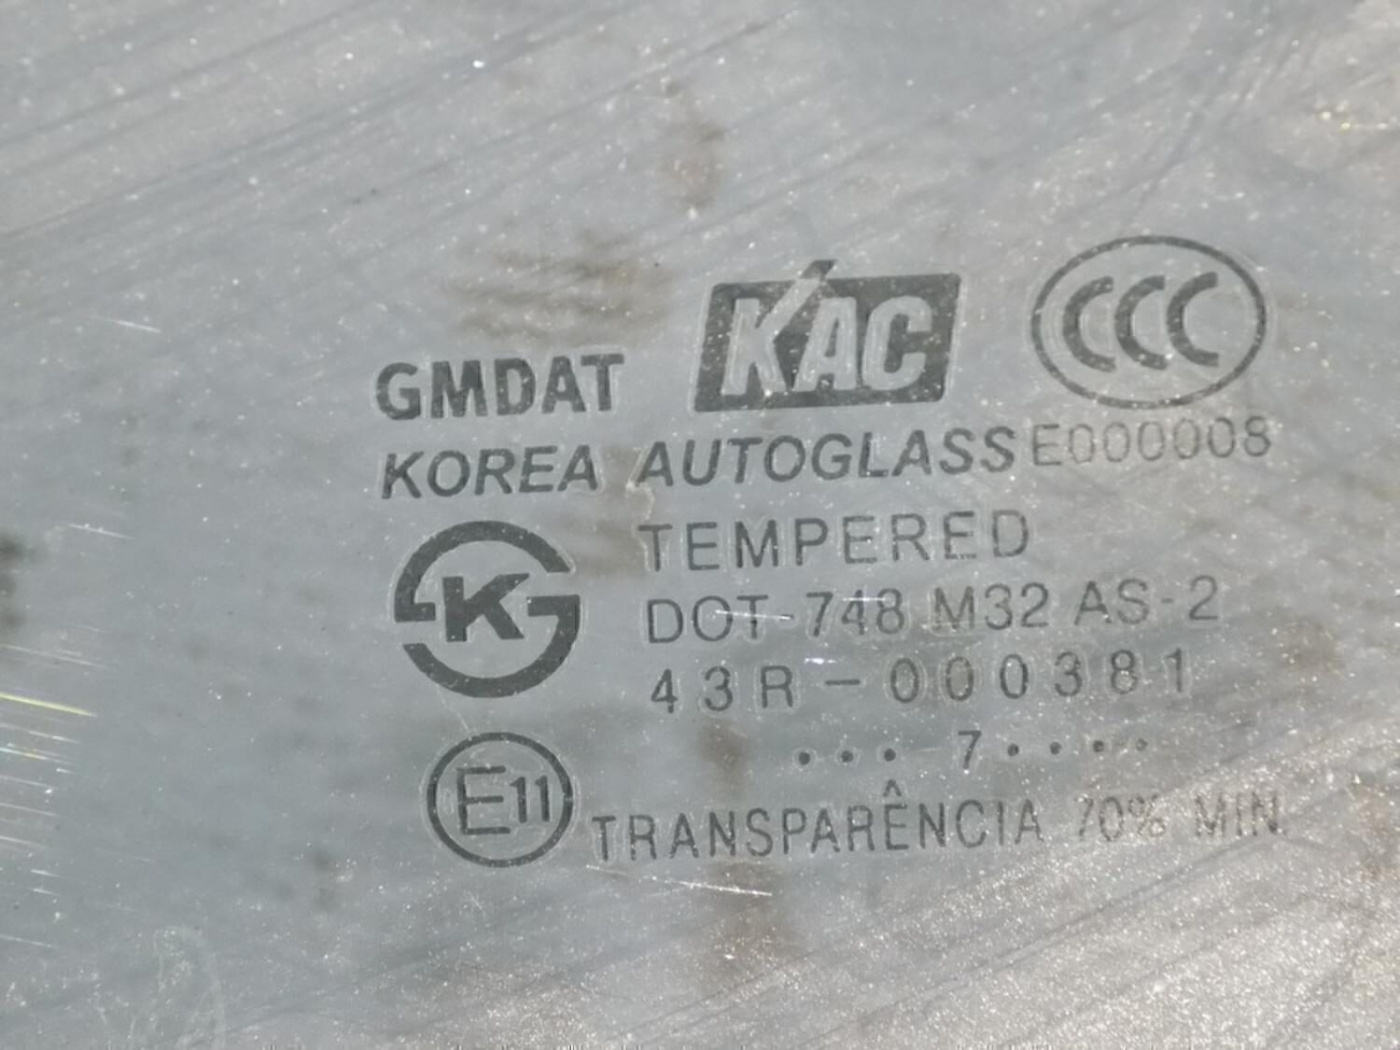 GMDAT KAC CCC
KOREA AUTOGLASS E000008
TEMPERED
K
DOT-748 M32 AS-2
43R-000381
•••7••••
E11
TRANSPARÊNCIA 70% MIN.